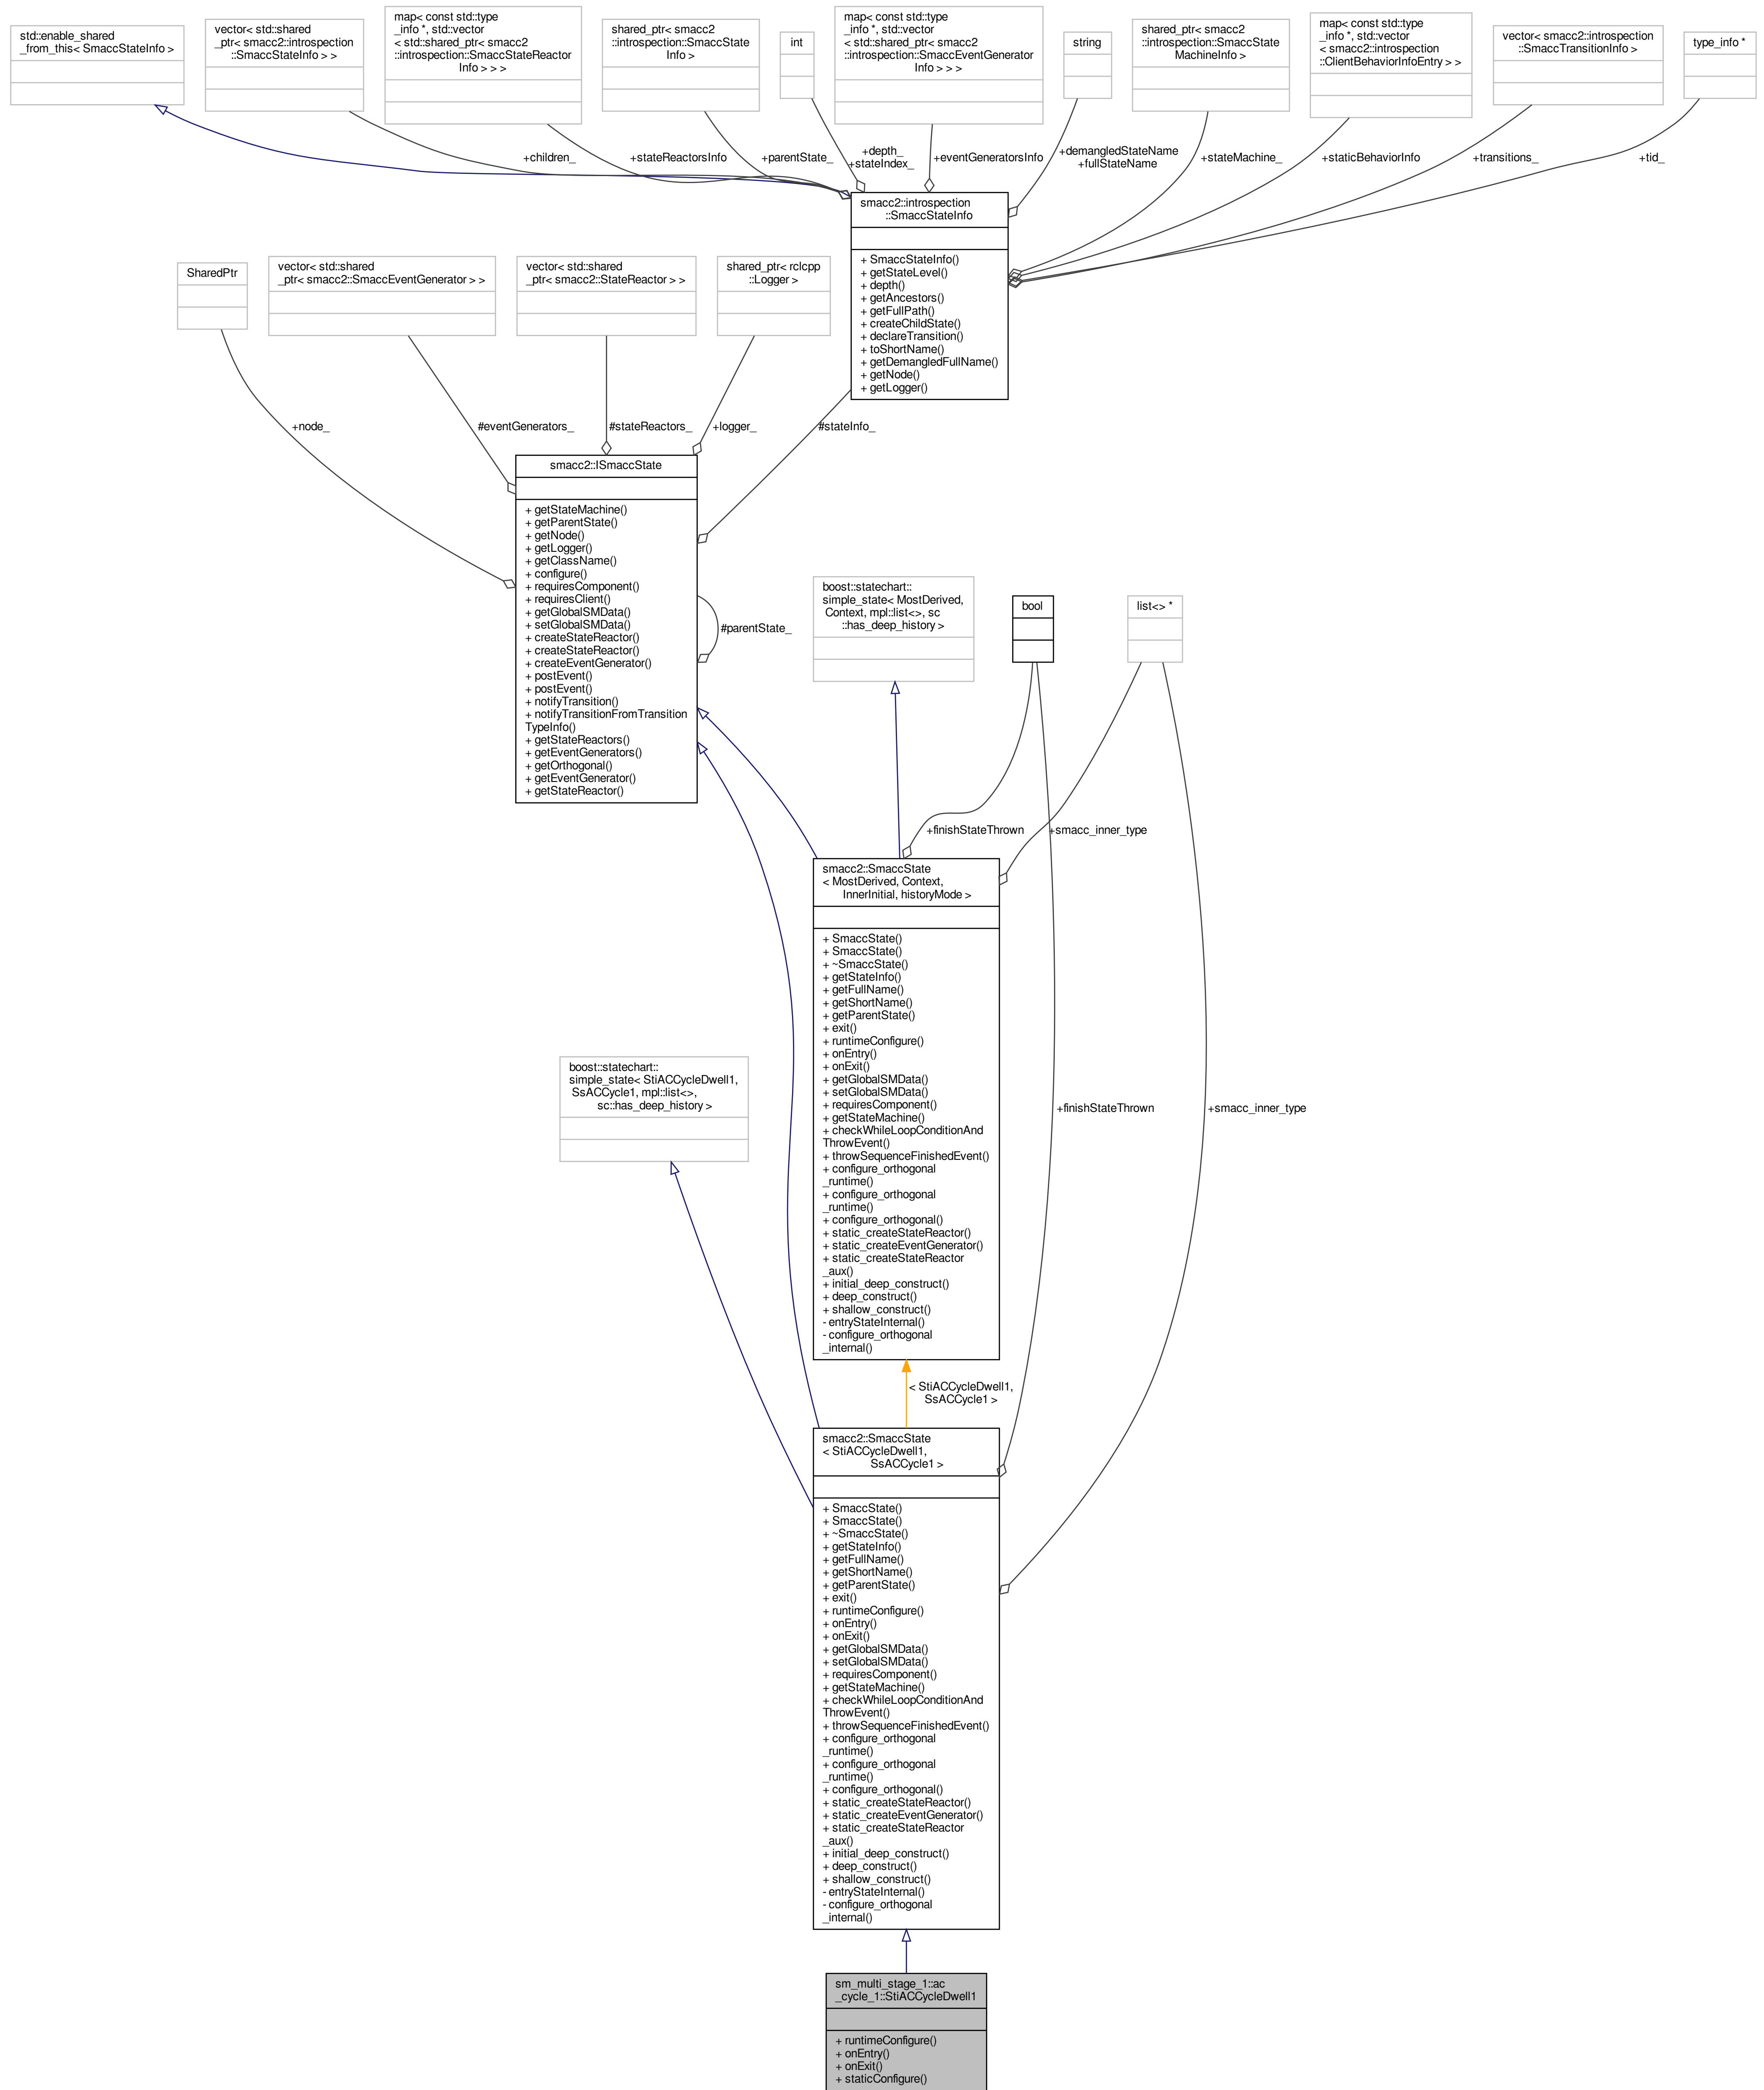 std::enable_shared
_from_this< SmaccStateInfo >
vector< std::shared
_ptr< smacc2::introspection
::SmaccStateInfo > >
map< const std::type
_info *, std::vector
< std::shared_ptr< smacc2
::introspection::SmaccStateReactor
Info > > >
shared_ptr< smacc2
::introspection::SmaccState
Info >
int
map< const std::type
_info *, std::vector
< std::shared_ptr< smacc2
::introspection::SmaccEventGenerator
Info > > >
string
shared_ptr< smacc2
::introspection::SmaccState
MachineInfo >
map< const std::type
_info *, std::vector
< smacc2::introspection
::ClientBehaviorInfoEntry > >
vector< smacc2::introspection
::SmaccTransitionInfo >
type_info *
+children_
+stateReactorsInfo
+parentState_
+depth_
+stateIndex_
+eventGeneratorsInfo
+demangledStateName
+fullStateName
+stateMachine_
+staticBehaviorInfo
+transitions_
+tid_
smacc2::introspection
::SmaccStateInfo
+ SmaccStateInfo()
+ getStateLevel()
+ depth()
+ getAncestors()
+ getFullPath()
+ createChildState()
+ declareTransition()
+ toShortName()
+ getDemangledFullName()
+ getNode()
+ getLogger()
SharedPtr
vector< std::shared
_ptr< smacc2::SmaccEventGenerator > >
vector< std::shared
_ptr< smacc2::StateReactor > >
shared_ptr< rclcpp
::Logger >
+node_
#eventGenerators_
#stateReactors_
+logger_
#stateInfo_
smacc2::ISmaccState
+ getStateMachine()
+ getParentState()
+ getNode()
+ getLogger()
+ getClassName()
+ configure()
+ requiresComponent()
+ requiresClient()
+ getGlobalSMData()
+ setGlobalSMData()
+ createStateReactor()
+ createStateReactor()
+ createEventGenerator()
+ postEvent()
+ postEvent()
+ notifyTransition()
+ notifyTransitionFromTransition
TypeInfo()
+ getStateReactors()
+ getEventGenerators()
+ getOrthogonal()
+ getEventGenerator()
+ getStateReactor()
#parentState_
boost::statechart::
simple_state< MostDerived,
Context, mpl::list<>, sc
::has_deep_history >
bool
list<> *
+finishStateThrown
+smacc_inner_type
smacc2::SmaccState
< MostDerived, Context,
InnerInitial, historyMode >
+ SmaccState()
+ SmaccState()
+ ~SmaccState()
+ getStateInfo()
+ getFullName()
+ getShortName()
+ getParentState()
+ exit()
+ runtimeConfigure()
+ onEntry()
+ onExit()
+ getGlobalSMData()
+ setGlobalSMData()
+ requiresComponent()
+ getStateMachine()
+ checkWhileLoopConditionAnd
ThrowEvent()
+ throwSequenceFinishedEvent()
+ configure_orthogonal
_runtime()
+ configure_orthogonal
_runtime()
+ configure_orthogonal()
+ static_createStateReactor()
+ static_createEventGenerator()
+ static_createStateReactor
_aux()
+ initial_deep_construct()
+ deep_construct()
+ shallow_construct()
- entryStateInternal()
- configure_orthogonal
_internal()
boost::statechart::
simple_state< StiACCycleDwell1,
SsACCycle1, mpl::list<>,
sc::has_deep_history >
+finishStateThrown
+smacc_inner_type
< StiACCycleDwell1,
SsACCycle1 >
smacc2::SmaccState
< StiACCycleDwell1,
SsACCycle1 >
+ SmaccState()
+ SmaccState()
+ ~SmaccState()
+ getStateInfo()
+ getFullName()
+ getShortName()
+ getParentState()
+ exit()
+ runtimeConfigure()
+ onEntry()
+ onExit()
+ getGlobalSMData()
+ setGlobalSMData()
+ requiresComponent()
+ getStateMachine()
+ checkWhileLoopConditionAnd
ThrowEvent()
+ throwSequenceFinishedEvent()
+ configure_orthogonal
_runtime()
+ configure_orthogonal
_runtime()
+ configure_orthogonal()
+ static_createStateReactor()
+ static_createEventGenerator()
+ static_createStateReactor
_aux()
+ initial_deep_construct()
+ deep_construct()
+ shallow_construct()
- entryStateInternal()
- configure_orthogonal
_internal()
sm_multi_stage_1::ac
_cycle_1::StiACCycleDwell1
+ runtimeConfigure()
+ onEntry()
+ onExit()
+ staticConfigure()